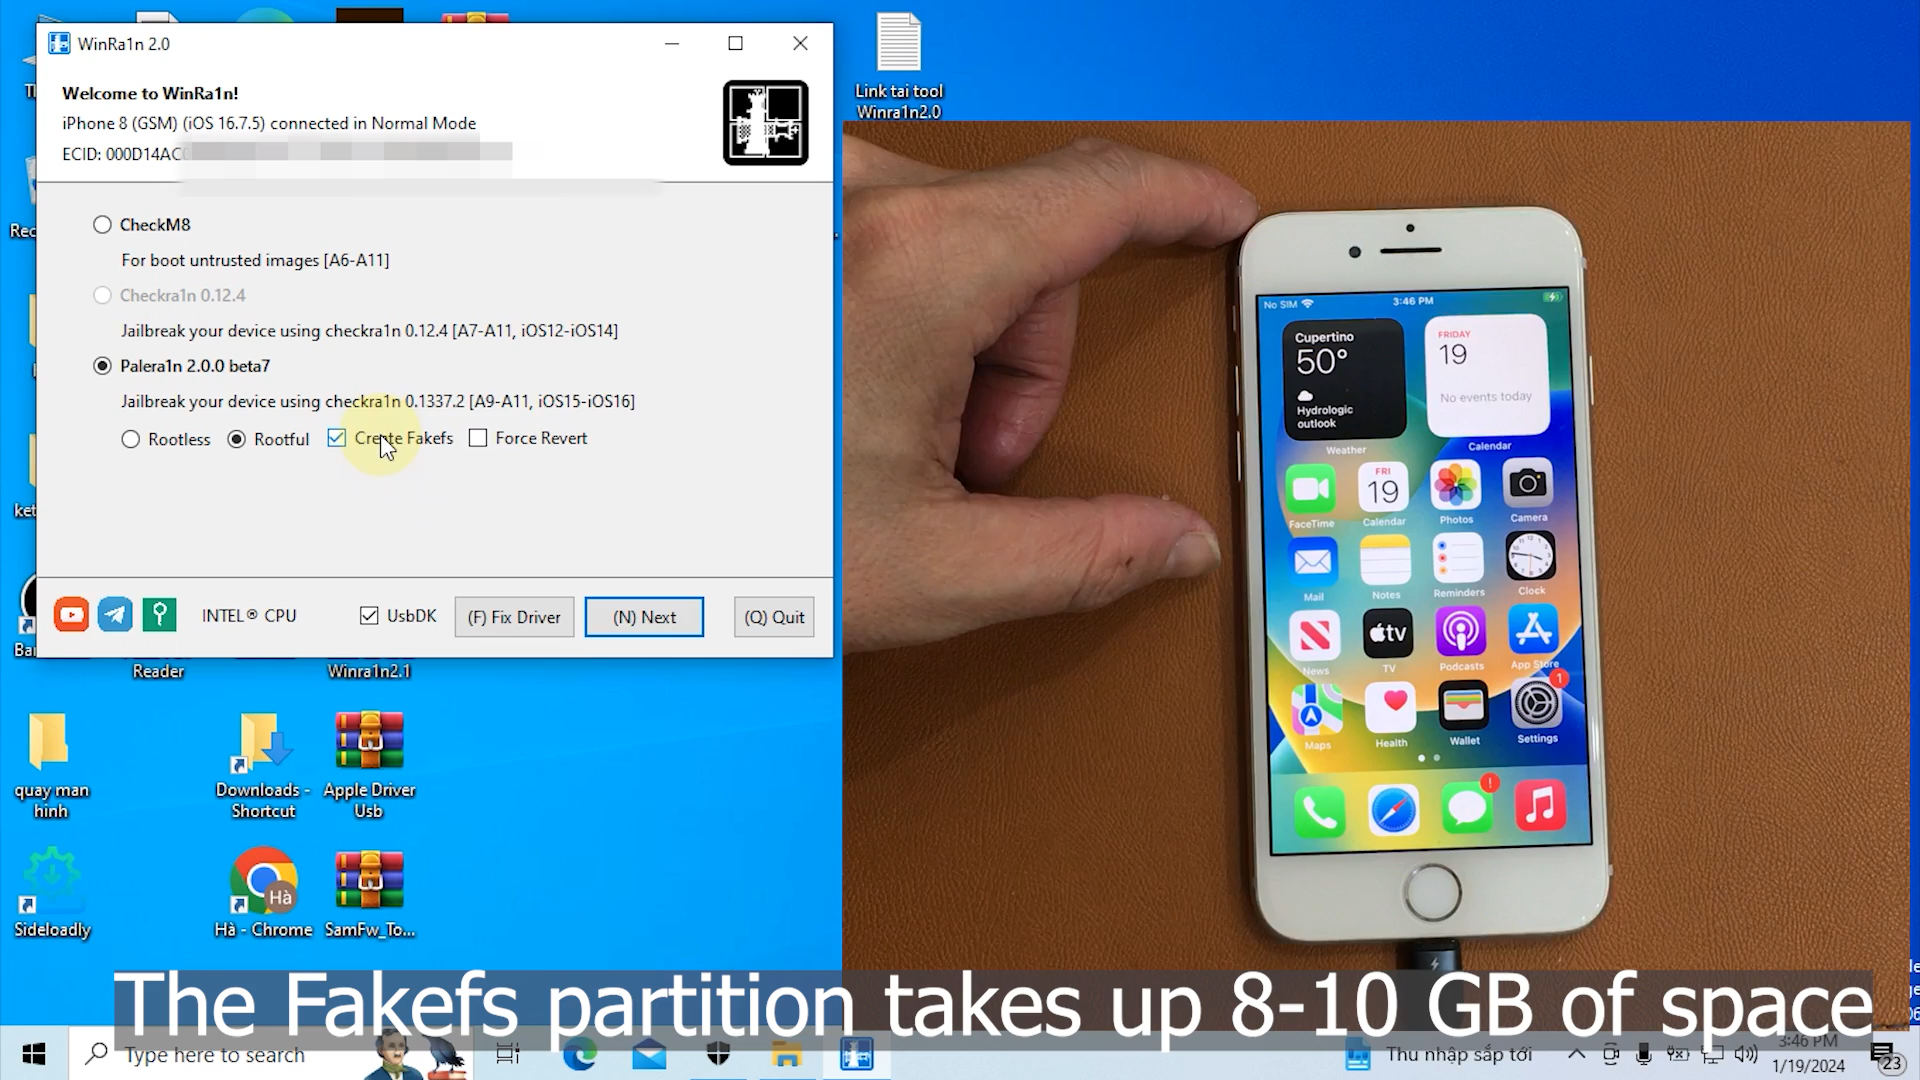 WinRa1n 2.0
Welcome to WinRa1n!
iPhone 8 (GSM) (iOS 16.7.5) connected in Normal Mode
ECID: 000D14AC
CheckM8
For boot untrusted images [A6-A11]
Checkra1n 0.12.4
Jailbreak your device using checkra1n 0.12.4 [A7-A11, iOS12-iOS14]
Palera1n 2.0.0 beta7
Jailbreak your device using checkra1n 0.1337.2 [A9-A11, iOS15-iOS16]
Rootless Rootful Create Fakefs Force Revert
INTEL® CPU UsbDK (F) Fix Driver (N) Next (Q) Quit
Link tai tool
Winra1n2.0
Reader
Winra1n2.1
quay man
hinh
Downloads -
Shortcut
Apple Driver
Usb
Sideloadly
Hà
Hà - Chrome
SamFw_To...
No SIM 3:46 PM
Cupertino
50°
Hydrologic
outlook
Weather
FRIDAY
19
No events today
Calendar
FRI
19
FaceTime Calendar Photos Camera
Mail Notes Reminders Clock
tv
News TV Podcasts App Store
1
Maps Health Wallet Settings
The Fakefs partition takes up 8-10 GB of space
Type here to search
Thu nhập sắp tới
3:46 PM
1/19/2024
23